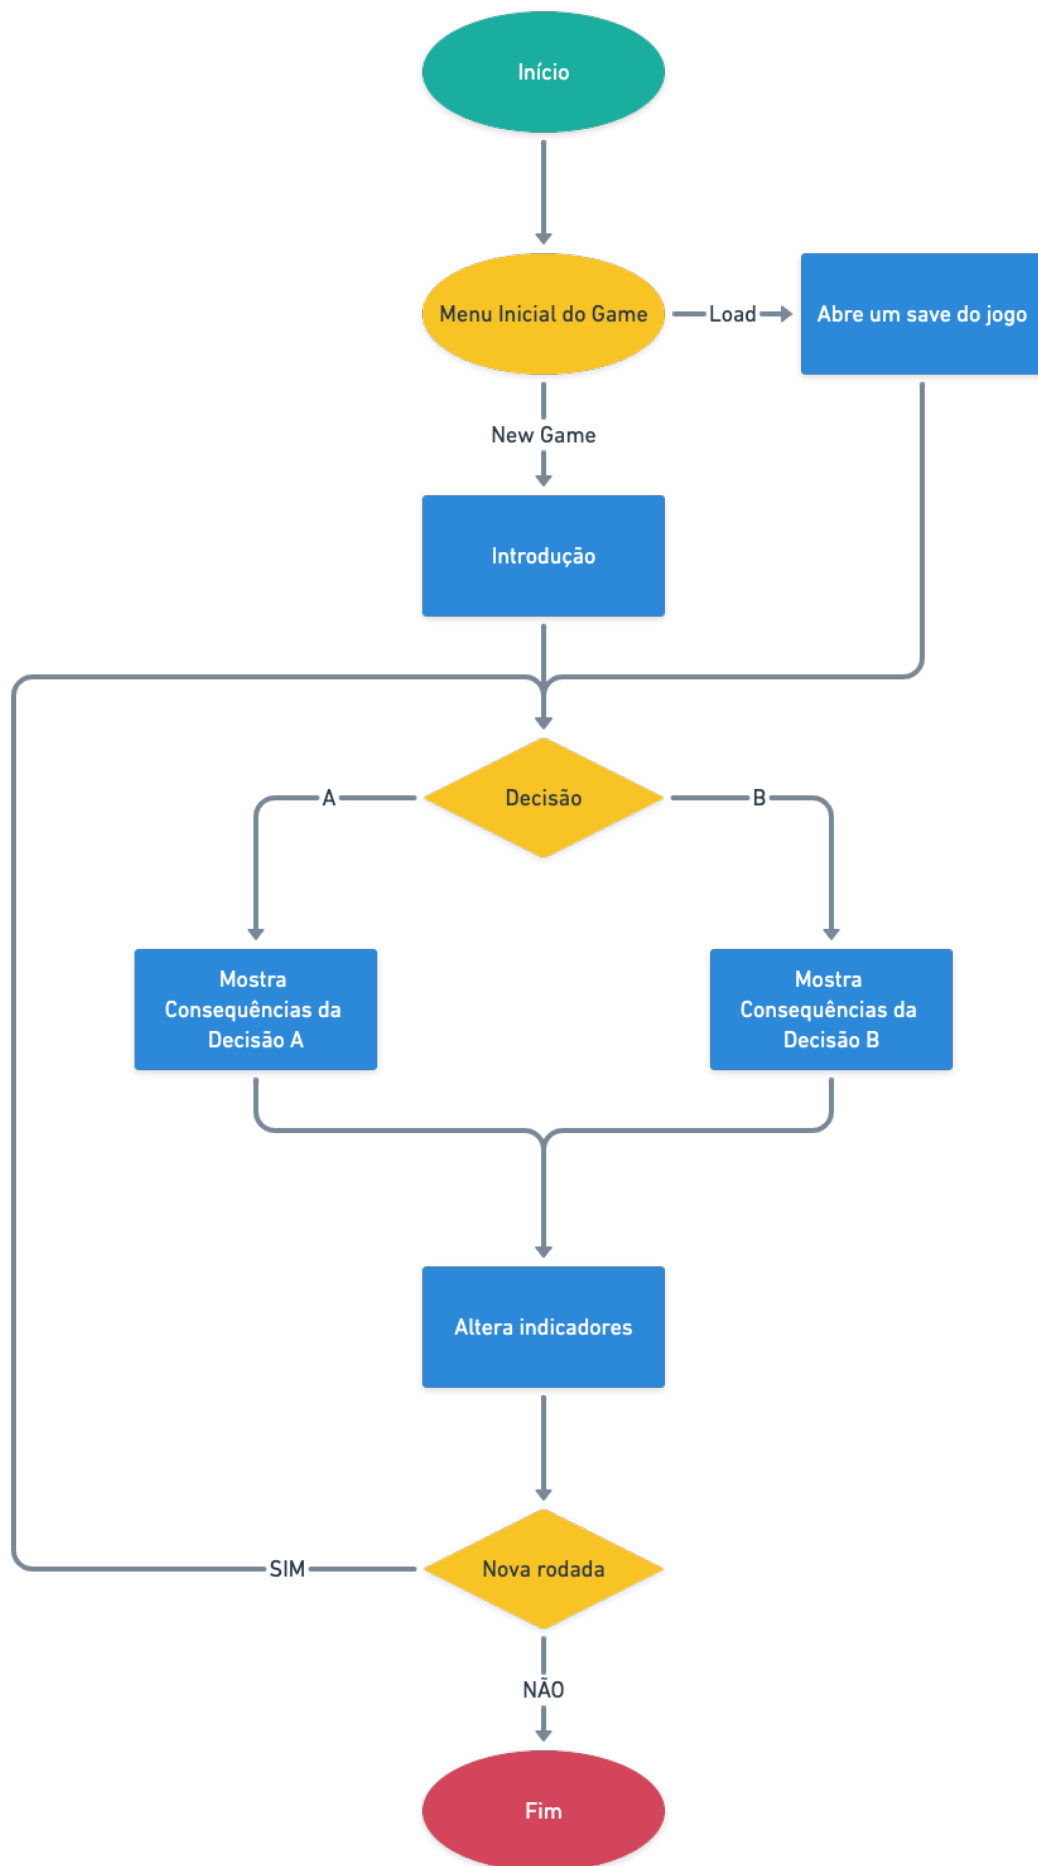 Início
Menu Inicial do Game
Load
Abre um save do jogo
New Game
Introdução
Decisão
A
B
Mostra
Consequências da
Decisão A
Mostra
Consequências da
Decisão B
Altera indicadores
Nova rodada
SIM
NÃO
Fim